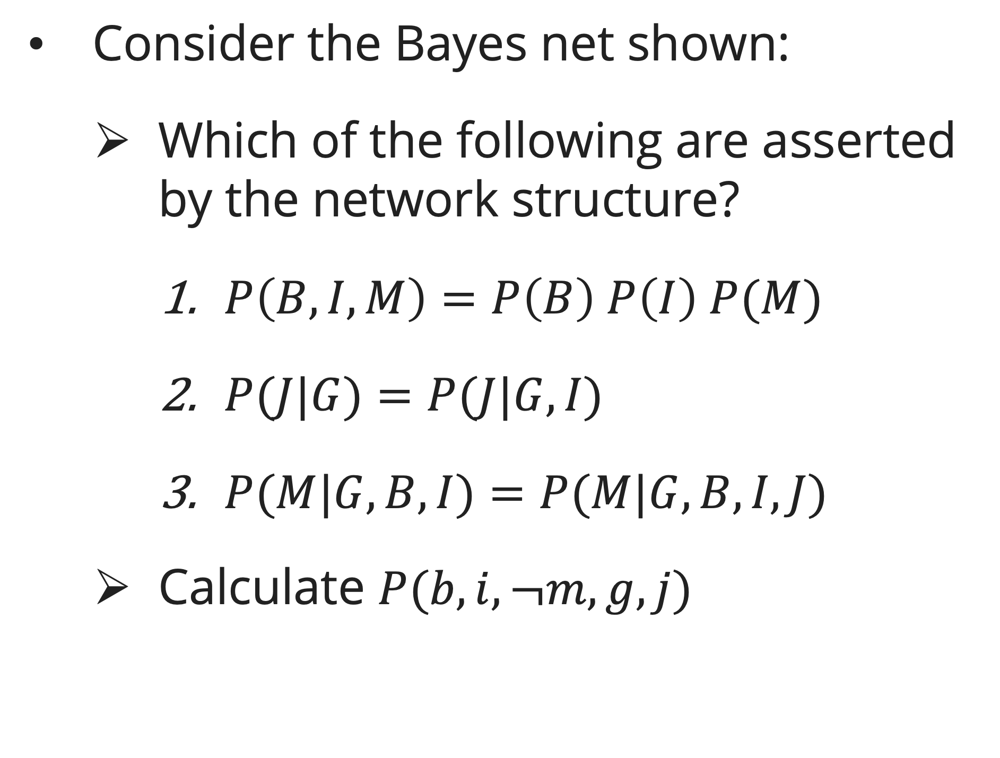 • Consider the Bayes net shown:
➢ Which of the following are asserted
by the network structure?
1. P(B, I, M) = P(B) P(I) P(M)
2. P(J|G) = P(J|G, I)
3. P(M|G, B, I) = P(M|G, B, I, J)
➢ Calculate P(b, i, ¬m, g, j)